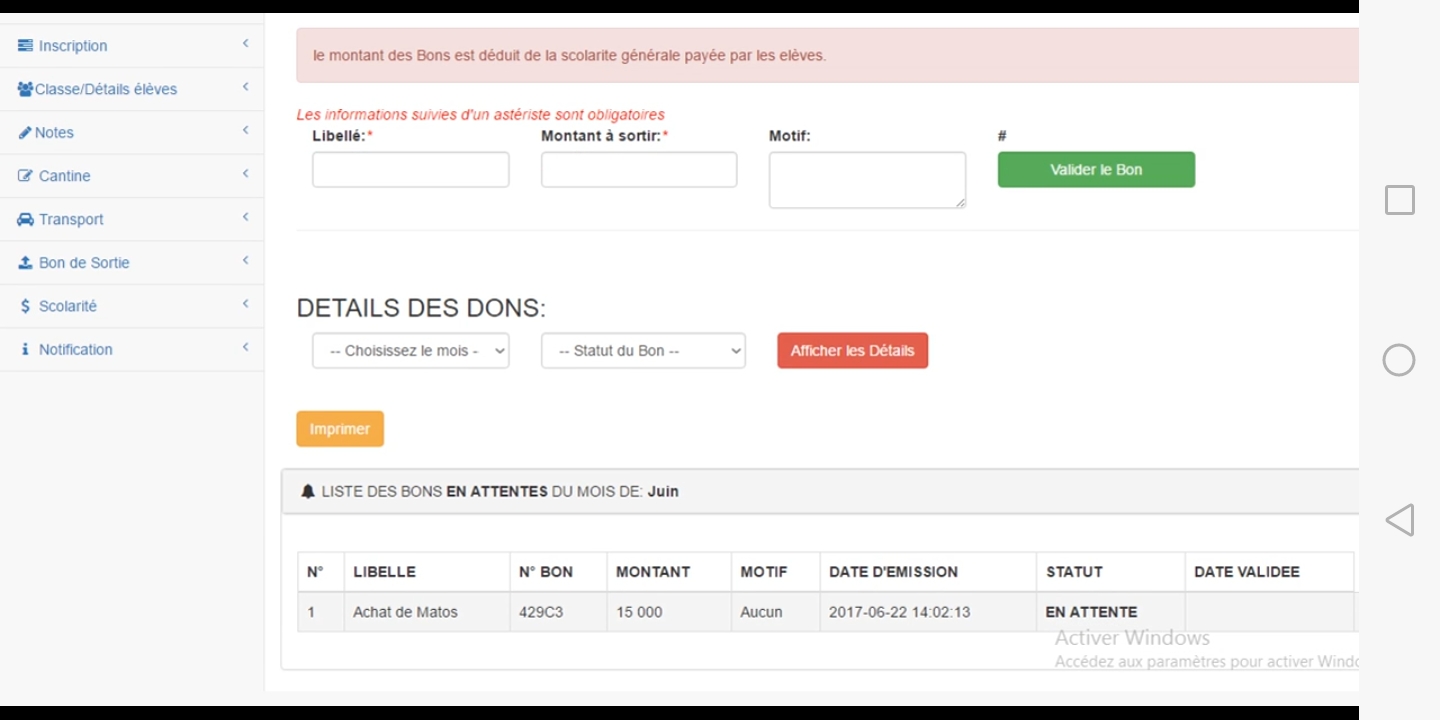 Inscription
Classe/Détails élèves
Notes
Cantine
Transport
Bon de Sortie
$ Scolarité
Notification
le montant des Bons est déduit de la scolarite générale payée par les elèves.
Les informations suivies d'un astériste sont obligatoires
Libellé:* Montant à sortir:* Motif: #
Valider le Bon
DETAILS DES DONS:
-- Choisissez le mois - -- Statut du Bon -- Afficher les Détails
Imprimer
LISTE DES BONS EN ATTENTES DU MOIS DE: Juin
N° LIBELLE N° BON MONTANT MOTIF DATE D'EMISSION STATUT DATE VALIDEE
1 Achat de Matos 429C3 15 000 Aucun 2017-06-22 14:02:13 EN ATTENTE
Activer Windows
Accédez aux paramètres pour activer Windo